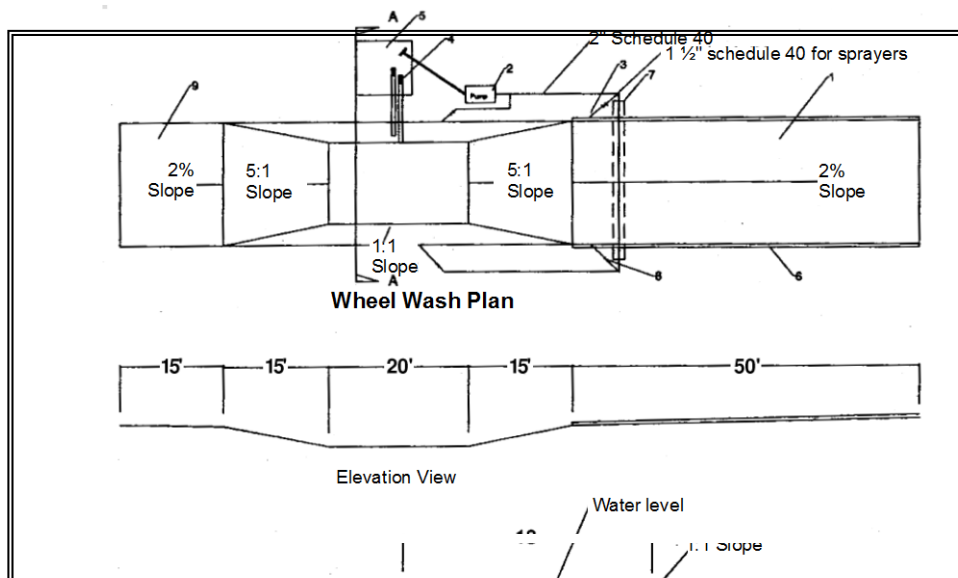 A 5
4
2" Schedule 40
1 ½" schedule 40 for sprayers
2
Pump
3 7
1
9
2%
Slope
5:1
Slope
5:1
Slope
2%
Slope
1:1
Slope
8
6
A
Wheel Wash Plan
15' 15' 20' 15' 50'
Elevation View
Water level
1:1 Slope